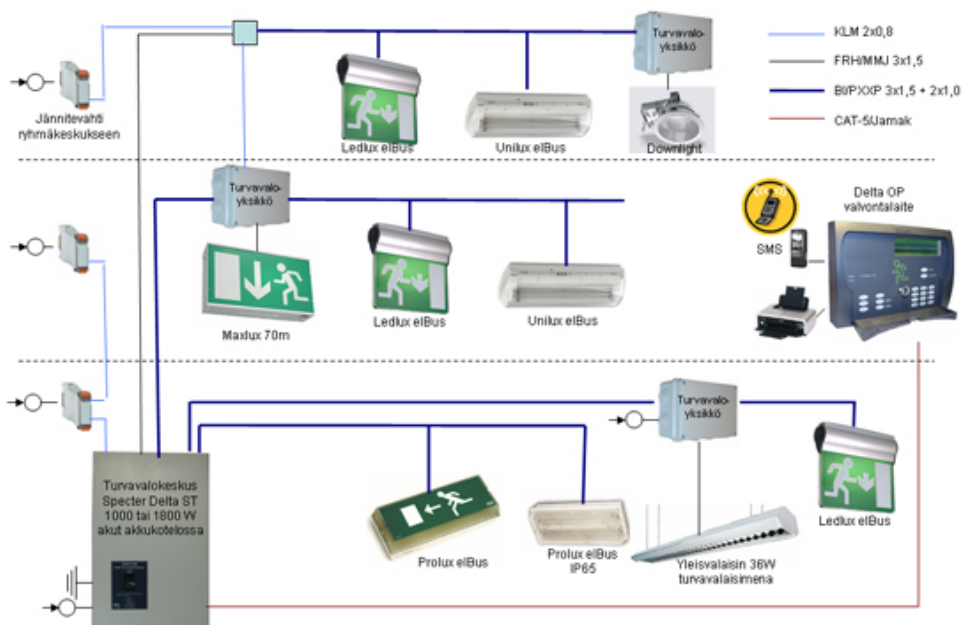 KLM 2x0,8
FRH/MMJ 3x1,5
BI/PXXP 3x1,5 + 2x1,0
CAT-5/Jamak
Turvavalo-
yksikkö
Jännitevahti
ryhmäkeskukseen
Ledlux elBus
Unilux elBus
Downlight
Turvavalo-
yksikkö
Maxlux 70m
Ledlux elBus
Unilux elBus
SMS
Delta OP
valvontalaite
Turvavalo-
yksikkö
Turvavalokeskus
Specter Delta ST
1000 tai 1800 W
akut akkukotelossa
Prolux elBus
Prolux elBus
IP65
Yleisvalaisin 36W
turvavalaisimena
Ledlux elBus